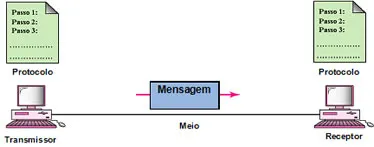 Passo 1:
Passo 2:
Passo 3:
...................
...................
Protocolo
Passo 1:
Passo 2:
Passo 3:
...................
...................
Protocolo
Mensagem
Meio
Transmissor
Receptor